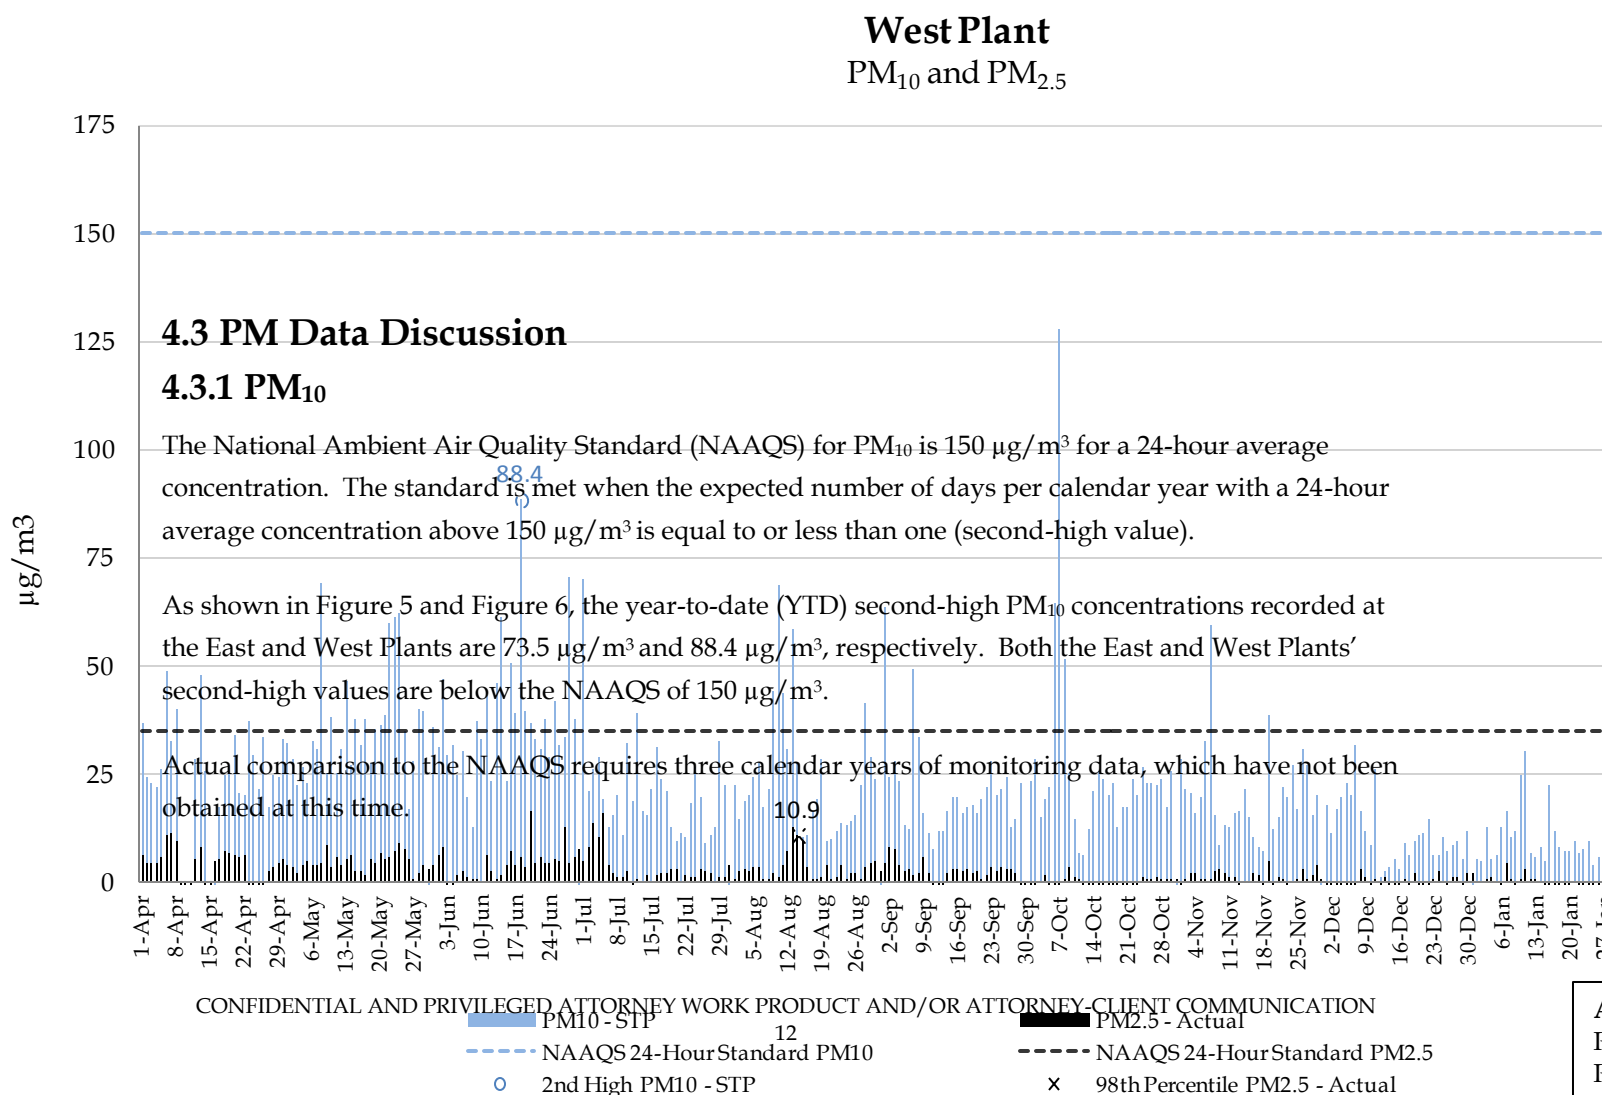 West Plant
PM10 and PM2.5
175
150
125
100
75
50
25
0
µg/m3
4.3 PM Data Discussion
4.3.1 PM10
The National Ambient Air Quality Standard (NAAQS) for PM10 is 150 µg/m³ for a 24-hour average
concentration. The standard is met when the expected number of days per calendar year with a 24-hour
average concentration above 150 µg/m³ is equal to or less than one (second-high value).
88.4
As shown in Figure 5 and Figure 6, the year-to-date (YTD) second-high PM10 concentrations recorded at
the East and West Plants are 73.5 µg/m³ and 88.4 µg/m³, respectively. Both the East and West Plants’
second-high values are below the NAAQS of 150 µg/m³.
Actual comparison to the NAAQS requires three calendar years of monitoring data, which have not been
obtained at this time.
10.9
1-Apr
8-Apr
15-Apr
22-Apr
29-Apr
6-May
13-May
20-May
27-May
3-Jun
10-Jun
17-Jun
24-Jun
1-Jul
8-Jul
15-Jul
22-Jul
29-Jul
5-Aug
12-Aug
19-Aug
26-Aug
2-Sep
9-Sep
16-Sep
23-Sep
30-Sep
7-Oct
14-Oct
21-Oct
28-Oct
4-Nov
11-Nov
18-Nov
25-Nov
2-Dec
9-Dec
16-Dec
23-Dec
30-Dec
6-Jan
13-Jan
20-Jan
CONFIDENTIAL AND PRIVILEGED ATTORNEY WORK PRODUCT AND/OR ATTORNEY-CLIENT COMMUNICATION
PM10 - STP
PM2.5 - Actual
12
NAAQS 24-Hour Standard PM10
NAAQS 24-Hour Standard PM2.5
2nd High PM10 - STP
98th Percentile PM2.5 - Actual